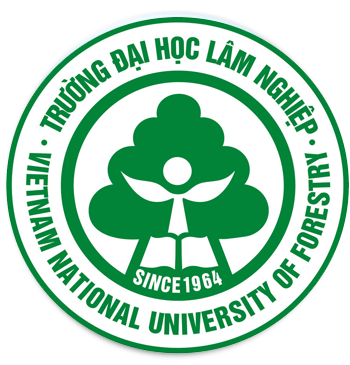 TRƯỜNG ĐẠI HỌC LÂM NGHIỆP
VIETNAM NATIONAL UNIVERSITY OF FORESTRY
SINCE 1964